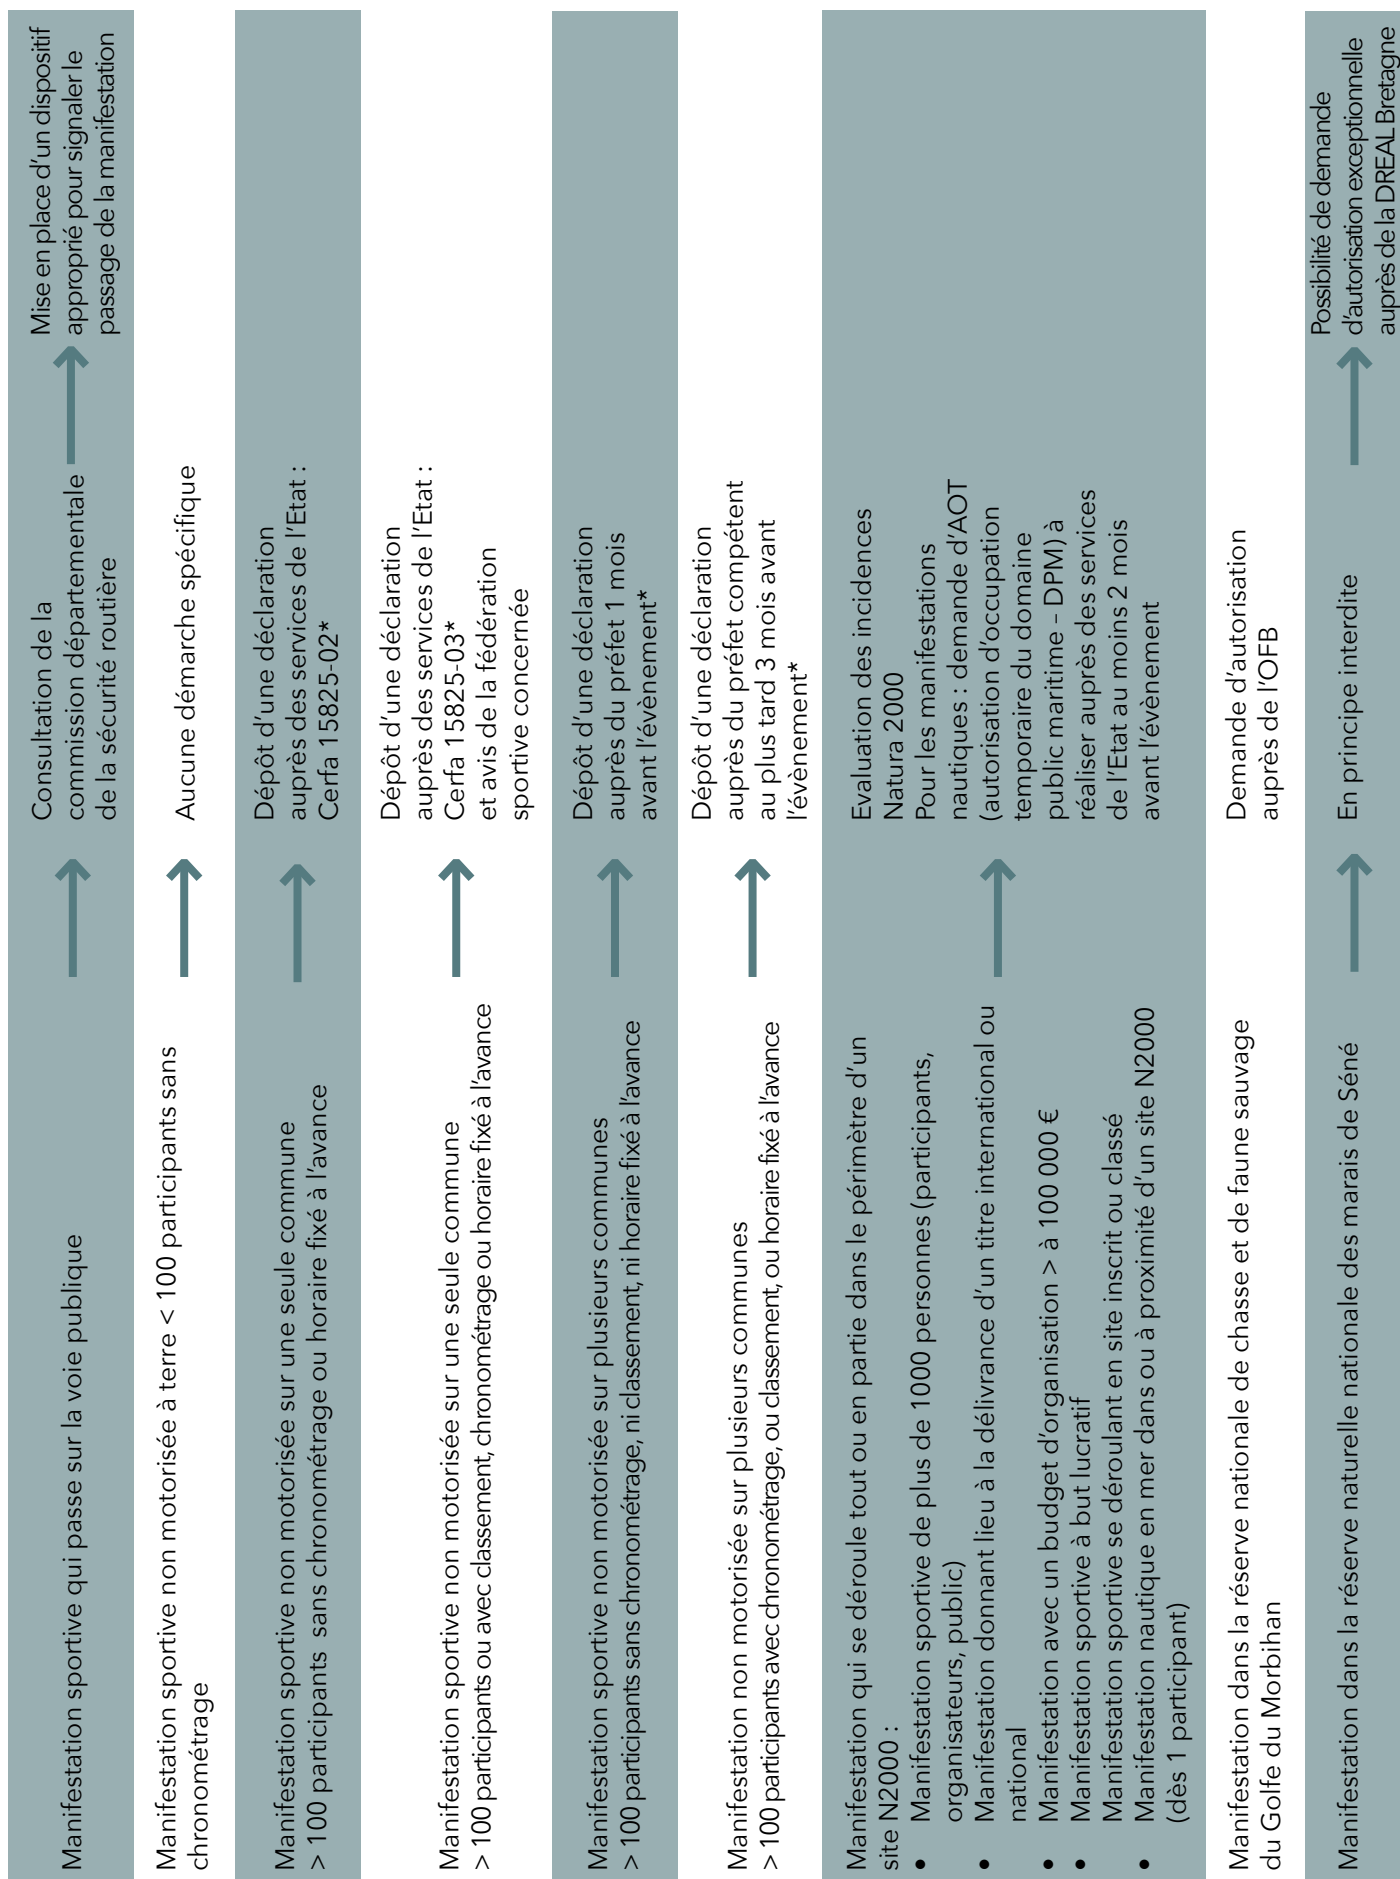 Manifestation sportive qui passe sur la voie publique
Consultation de la
commission départementale
de la sécurité routière
Mise en place d'un dispositif
approprié pour signaler le
passage de la manifestation
Manifestation sportive non motorisée à terre < 100 participants sans
chronométrage
Aucune démarche spécifique
Manifestation sportive non motorisée sur une seule commune
> 100 participants sans chronométrage ou horaire fixé à l'avance
Dépôt d'une déclaration
auprès des services de l'Etat :
Cerfa 15825-02*
Manifestation sportive non motorisée sur une seule commune
> 100 participants ou avec classement, chronométrage ou horaire fixé à l'avance
Dépôt d'une déclaration
auprès des services de l'Etat :
Cerfa 15825-03*
et avis de la fédération
sportive concernée
Manifestation sportive non motorisée sur plusieurs communes
> 100 participants sans chronométrage, ni classement, ni horaire fixé à l'avance
Dépôt d'une déclaration
auprès du préfet 1 mois
avant l'évènement*
Manifestation non motorisée sur plusieurs communes
> 100 participants avec chronométrage, ou classement, ou horaire fixé à l'avance
Dépôt d'une déclaration
auprès du préfet compétent
au plus tard 3 mois avant
l'évènement*
Manifestation qui se déroule tout ou en partie dans le périmètre d'un
site N2000 :
• Manifestation sportive de plus de 1000 personnes (participants,
organisateurs, public)
• Manifestation donnant lieu à la délivrance d'un titre international ou
national
• Manifestation avec un budget d'organisation > à 100 000 €
• Manifestation sportive à but lucratif
Manifestation sportive se déroulant en site inscrit ou classé
• Manifestation nautique en mer dans ou à proximité d'un site N2000
(dès 1 participant)
Evaluation des incidences
Natura 2000
Pour les manifestations
nautiques : demande d'AOT
(autorisation d'occupation
temporaire du domaine
public maritime – DPM) à
réaliser auprès des services
de l'Etat au moins 2 mois
avant l'évènement
Manifestation dans la réserve nationale de chasse et de faune sauvage
du Golfe du Morbihan
Demande d'autorisation
auprès de l'OFB
Manifestation dans la réserve naturelle nationale des marais de Séné
En principe interdite
Possibilité de demande
d'autorisation exceptionnelle
auprès de la DREAL Bretagne